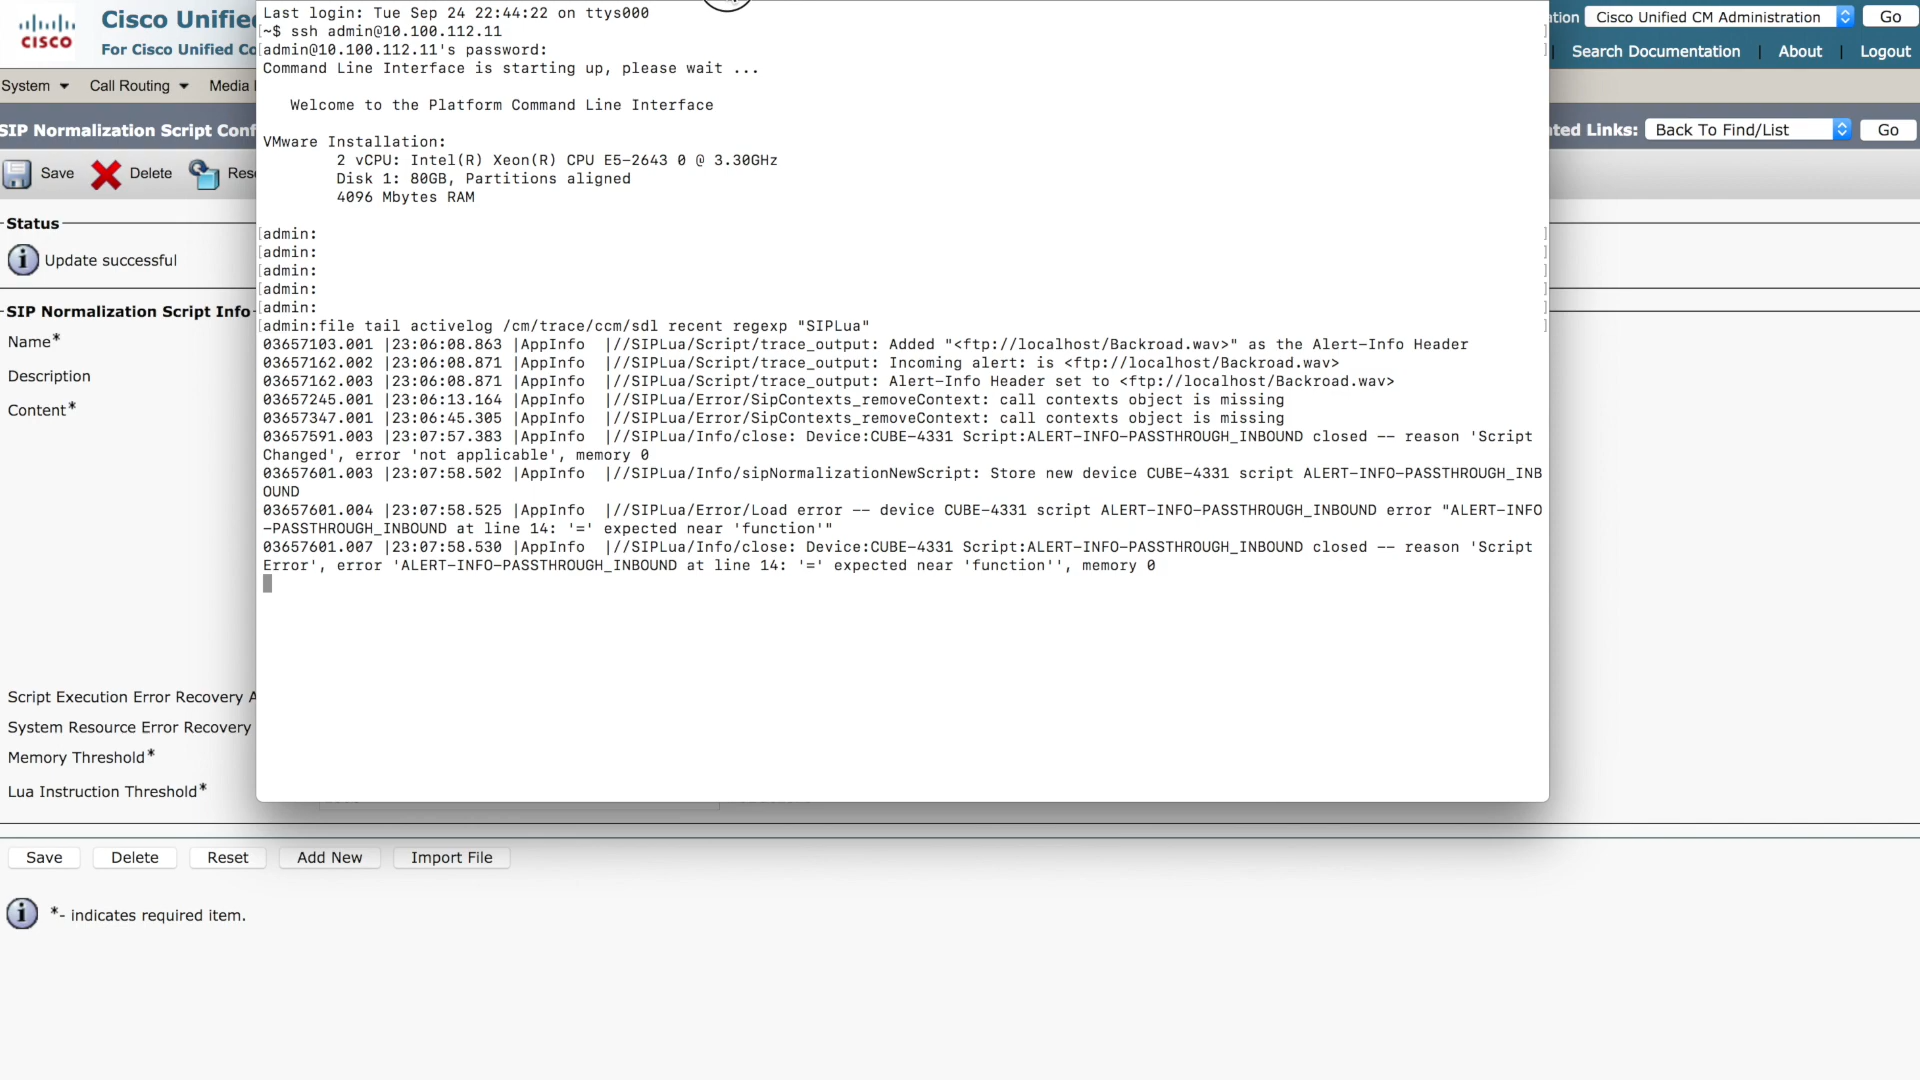 Last login: Tue Sep 24 22:44:22 on ttys000
[~$ ssh admin@10.100.112.11 ]
[admin@10.100.112.11's password: ]
Command Line Interface is starting up, please wait ...
Welcome to the Platform Command Line Interface
VMware Installation:
2 vCPU: Intel(R) Xeon(R) CPU E5-2643 0 @ 3.30GHz
Disk 1: 80GB, Partitions aligned
4096 Mbytes RAM
[admin: ]
[admin: ]
[admin: ]
[admin: ]
[admin: ]
[admin:file tail activelog /cm/trace/ccm/sdl recent regexp "SIPLua" ]
03657103.001 |23:06:08.863 |AppInfo |//SIPLua/Script/trace_output: Added "<ftp://localhost/Backroad.wav>" as the Alert-Info Header
03657162.002 |23:06:08.871 |AppInfo |//SIPLua/Script/trace_output: Incoming alert: is <ftp://localhost/Backroad.wav>
03657162.003 |23:06:08.871 |AppInfo |//SIPLua/Script/trace_output: Alert-Info Header set to <ftp://localhost/Backroad.wav>
03657245.001 |23:06:13.164 |AppInfo |//SIPLua/Error/SipContexts_removeContext: call contexts object is missing
03657347.001 |23:06:45.305 |AppInfo |//SIPLua/Error/SipContexts_removeContext: call contexts object is missing
03657591.003 |23:07:57.383 |AppInfo |//SIPLua/Info/close: Device:CUBE-4331 Script:ALERT-INFO-PASSTHROUGH_INBOUND closed -- reason 'Script
Changed', error 'not applicable', memory 0
03657601.003 |23:07:58.502 |AppInfo |//SIPLua/Info/sipNormalizationNewScript: Store new device CUBE-4331 script ALERT-INFO-PASSTHROUGH_INB
OUND
03657601.004 |23:07:58.525 |AppInfo |//SIPLua/Error/Load error -- device CUBE-4331 script ALERT-INFO-PASSTHROUGH_INBOUND error "ALERT-INFO
-PASSTHROUGH_INBOUND at line 14: '=' expected near 'function'"
03657601.007 |23:07:58.530 |AppInfo |//SIPLua/Info/close: Device:CUBE-4331 Script:ALERT-INFO-PASSTHROUGH_INBOUND closed -- reason 'Script
Error', error 'ALERT-INFO-PASSTHROUGH_INBOUND at line 14: '=' expected near 'function'', memory 0
CISCO
Cisco Unifie
For Cisco Unified Co
ation Cisco Unified CM Administration Go
Search Documentation | About | Logout
System Call Routing Media
SIP Normalization Script Conf
ated Links: Back To Find/List Go
Save Delete Rese
Status
Update successful
SIP Normalization Script Info
Name*
Description
Content*
Script Execution Error Recovery A
System Resource Error Recovery
Memory Threshold*
Lua Instruction Threshold*
Save Delete Reset Add New Import File
*- indicates required item.